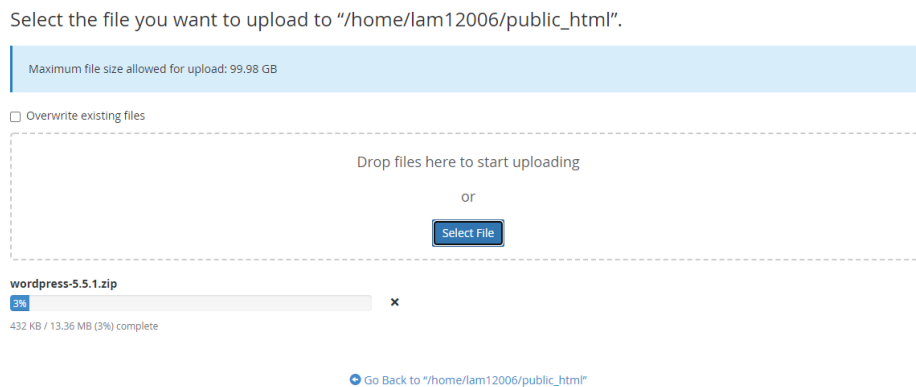 Select the file you want to upload to “/home/lam12006/public_html”.
Maximum file size allowed for upload: 99.98 GB
Overwrite existing files
Drop files here to start uploading
or
Select File
wordpress-5.5.1.zip
3%
432 KB / 13.36 MB (3%) complete
Go Back to “/home/lam12006/public_html”